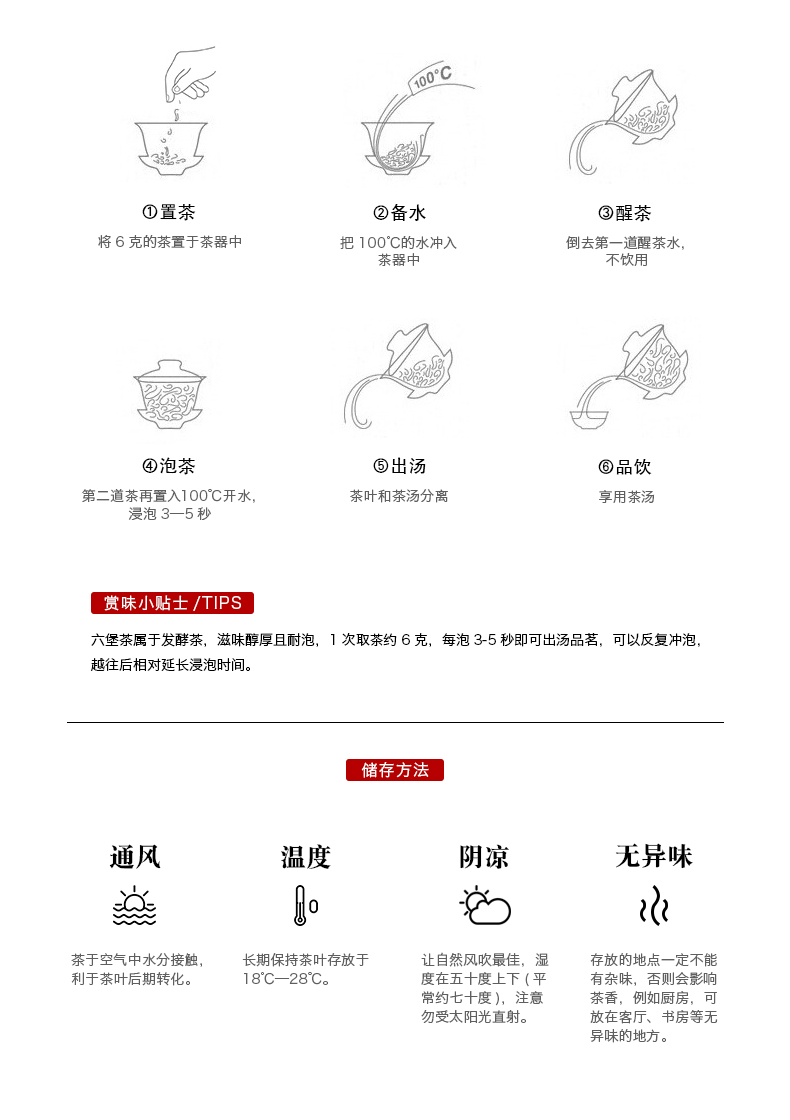 100°C
①置茶
将 6 克的茶置于茶器中
②备水
把 100℃的水冲入
茶器中
③醒茶
倒去第一道醒茶水,
不饮用
④泡茶
第二道茶再置入100℃开水,
浸泡 3—5 秒
⑤出汤
茶叶和茶汤分离
⑥品饮
享用茶汤
赏味小贴士 /TIPS
六堡茶属于发酵茶, 滋味醇厚且耐泡, 1 次取茶约 6 克, 每泡 3-5 秒即可出汤品茗, 可以反复冲泡,
越往后相对延长浸泡时间。
储存方法
通风
茶于空气中水分接触,
利于茶叶后期转化。
温度
长期保持茶叶存放于
18℃—28℃。
阴凉
让自然风吹最佳, 湿
度在五十度上下 ( 平
常约七十度 ), 注意
勿受太阳光直射。
无异味
存放的地点一定不能
有杂味, 否则会影响
茶香, 例如厨房, 可
放在客厅、书房等无
异味的地方。